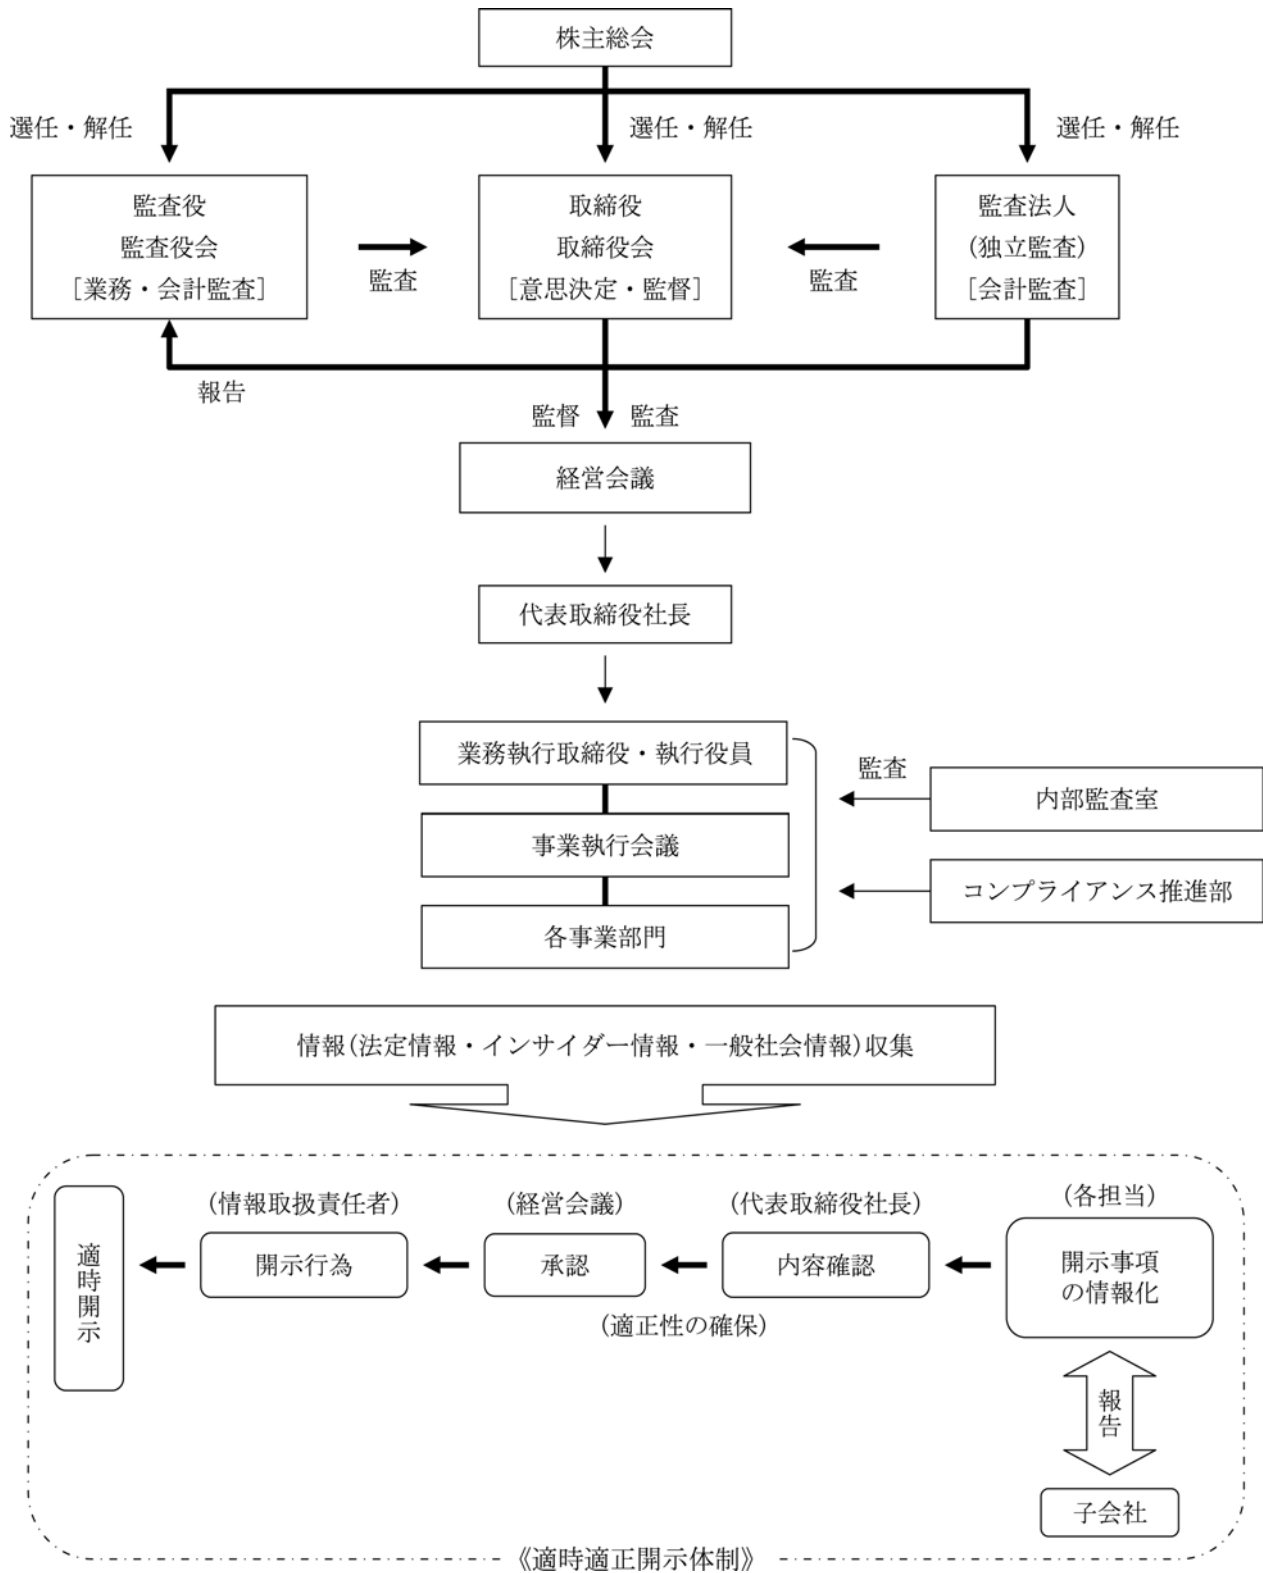 株主総会
選任・解任
選任・解任
選任・解任
監査役
監査役会
[業務・会計監査]
監査
取締役
取締役会
[意思決定・監督]
監査
監査法人
(独立監査)
[会計監査]
報告
監督
監査
経営会議
代表取締役社長
業務執行取締役・執行役員
事業執行会議
各事業部門
監査
内部監査室
コンプライアンス推進部
情報(法定情報・インサイダー情報・一般社会情報)収集
適時開示
(情報取扱責任者)
開示行為
(経営会議)
承認
(代表取締役社長)
内容確認
(適正性の確保)
(各担当)
開示事項
の情報化
報告
子会社
《適時適正開示体制》